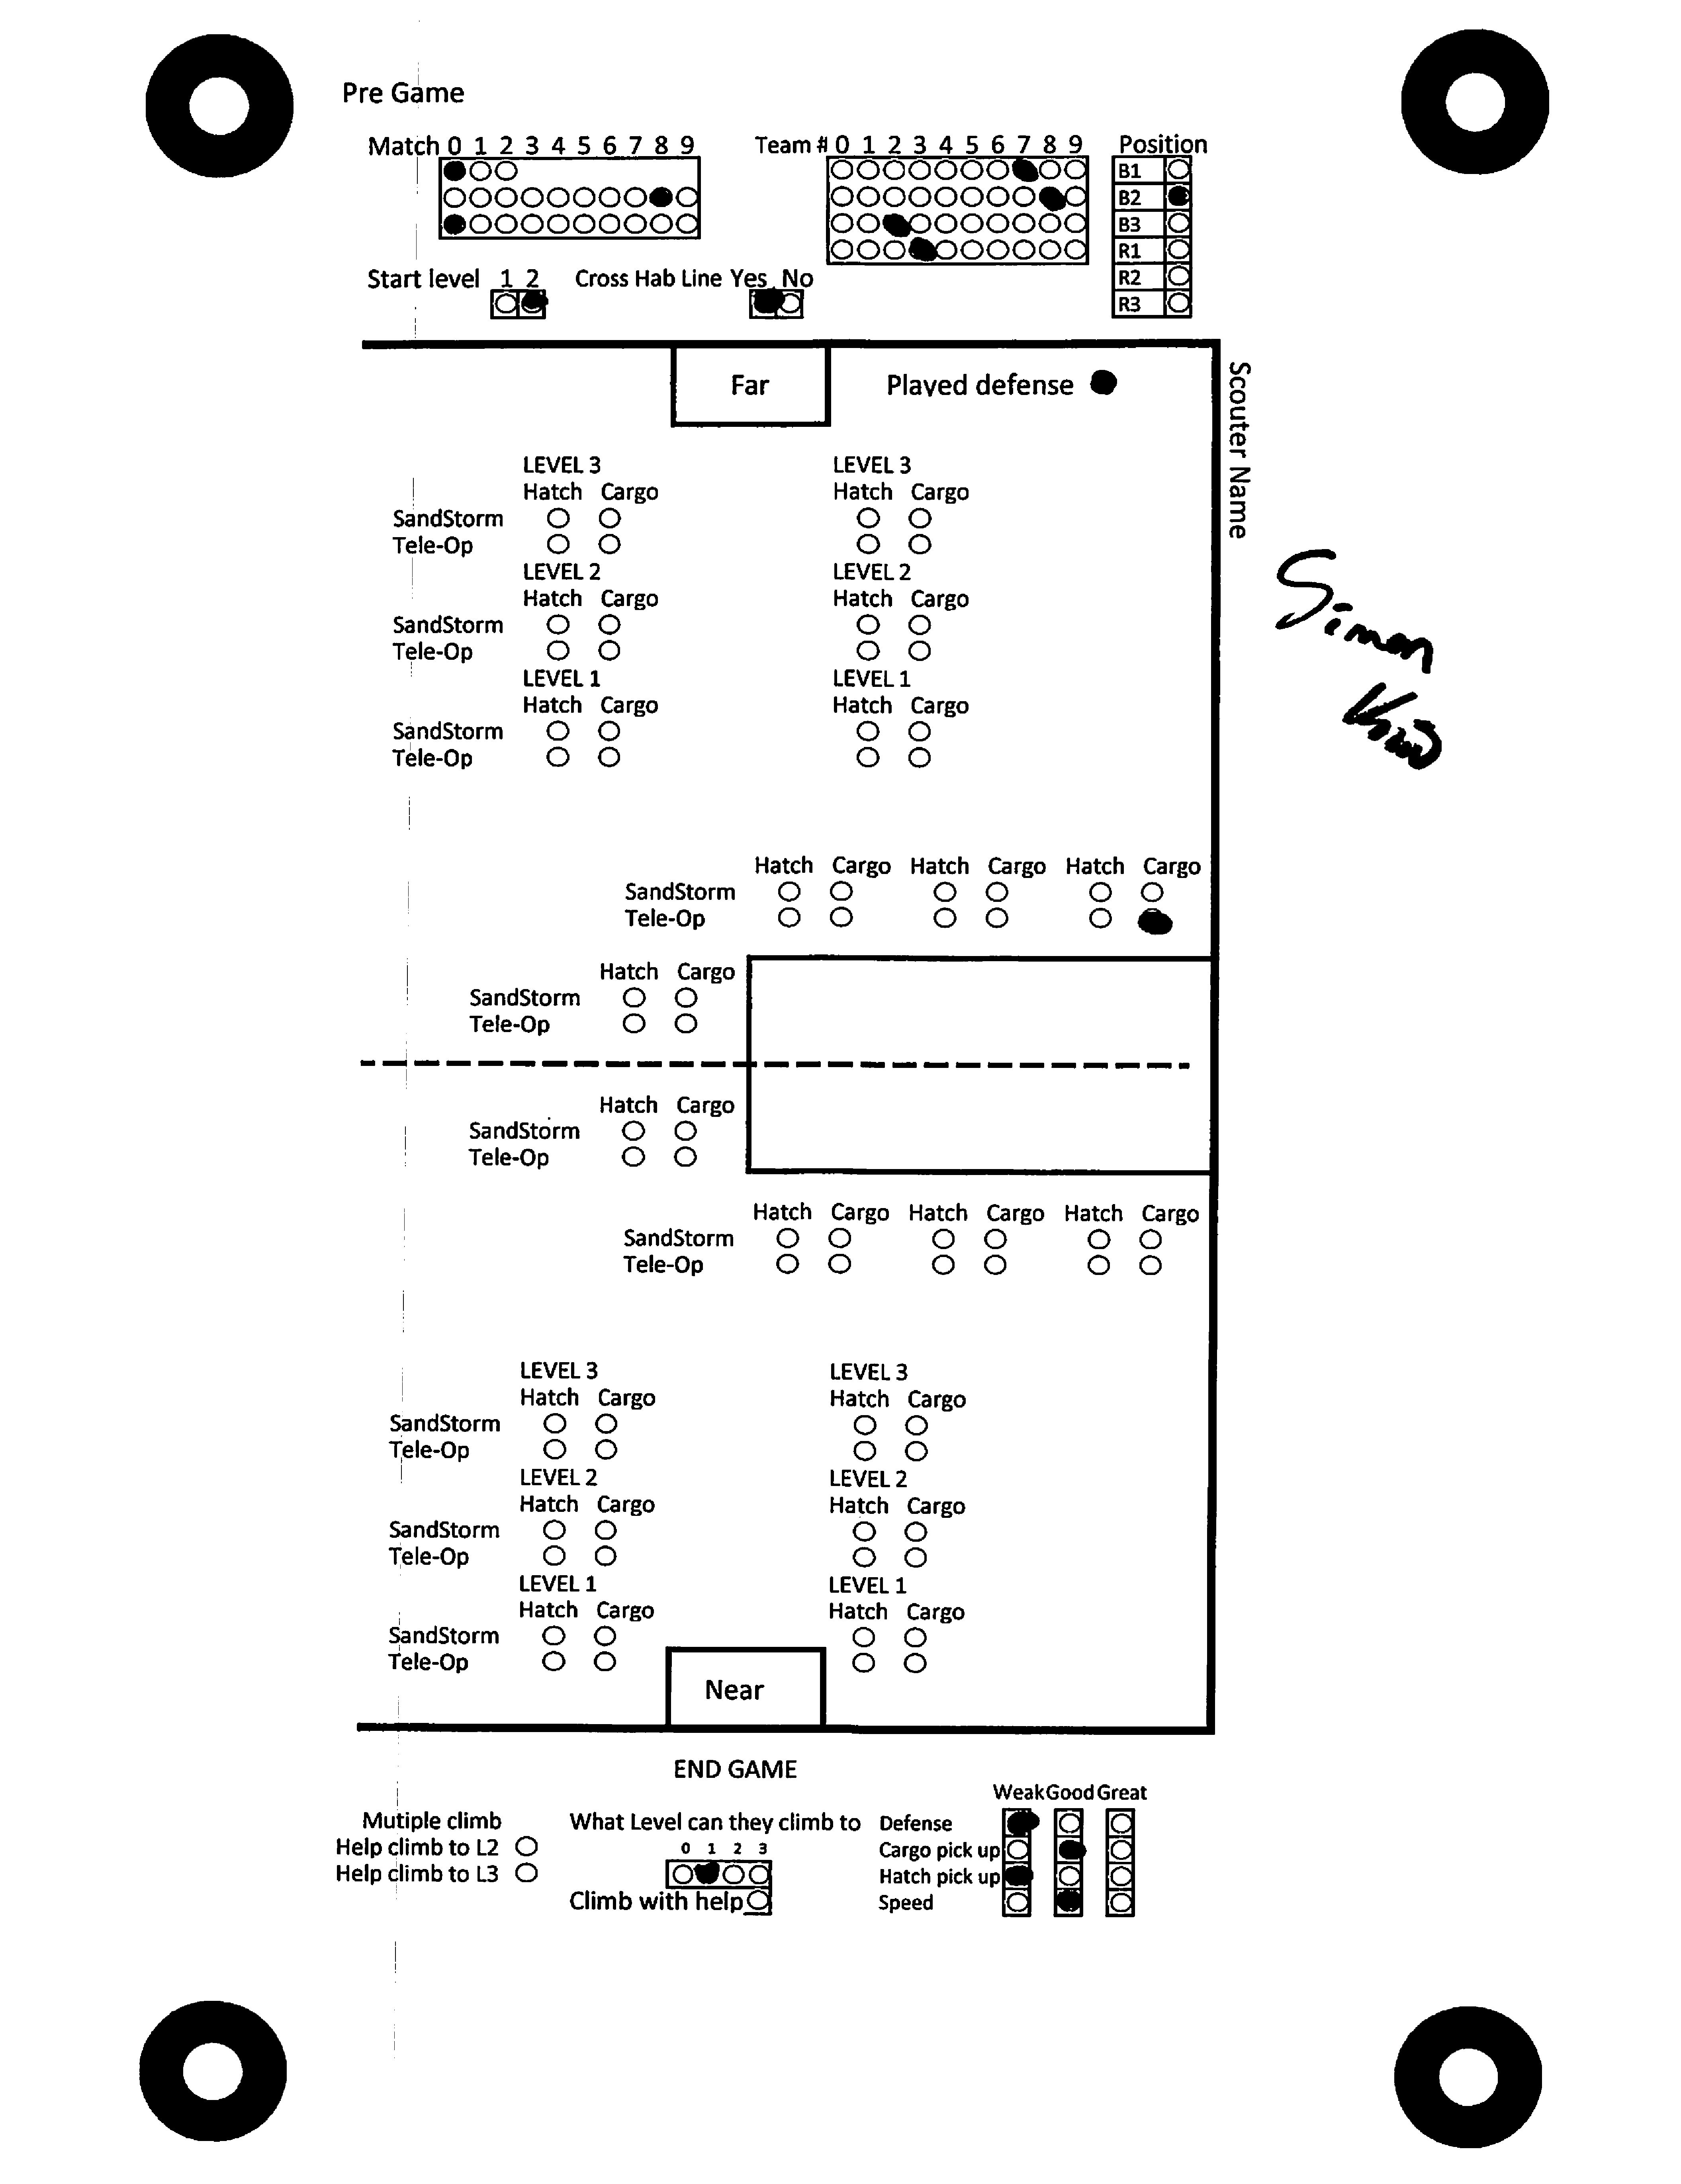 Pre Game
Match 0 1 2 3 4 5 6 7 8 9
Team # 0 1 2 3 4 5 6 7 8 9
Position
B1
B2
B3
R1
R2
R3
Start level 1 2
Cross Hab Line Yes No
Far
Played defense
Scouter Name
Simon
LEVEL 3 LEVEL 3
Hatch Cargo Hatch Cargo
SandStorm
Tele-Op
LEVEL 2 LEVEL 2
Hatch Cargo Hatch Cargo
SandStorm
Tele-Op
LEVEL 1 LEVEL 1
Hatch Cargo Hatch Cargo
SandStorm
Tele-Op
Hatch Cargo Hatch Cargo Hatch Cargo
SandStorm
Tele-Op
Hatch Cargo
SandStorm
Tele-Op
Hatch Cargo
SandStorm
Tele-Op
Hatch Cargo Hatch Cargo Hatch Cargo
SandStorm
Tele-Op
LEVEL 3 LEVEL 3
Hatch Cargo Hatch Cargo
SandStorm
Tele-Op
LEVEL 2 LEVEL 2
Hatch Cargo Hatch Cargo
SandStorm
Tele-Op
LEVEL 1 LEVEL 1
Hatch Cargo Hatch Cargo
SandStorm
Tele-Op
Near
END GAME
Mutiple climb
Help climb to L2
Help climb to L3
What Level can they climb to
0 1 2 3
Climb with help
Weak Good Great
Defense
Cargo pick up
Hatch pick up
Speed